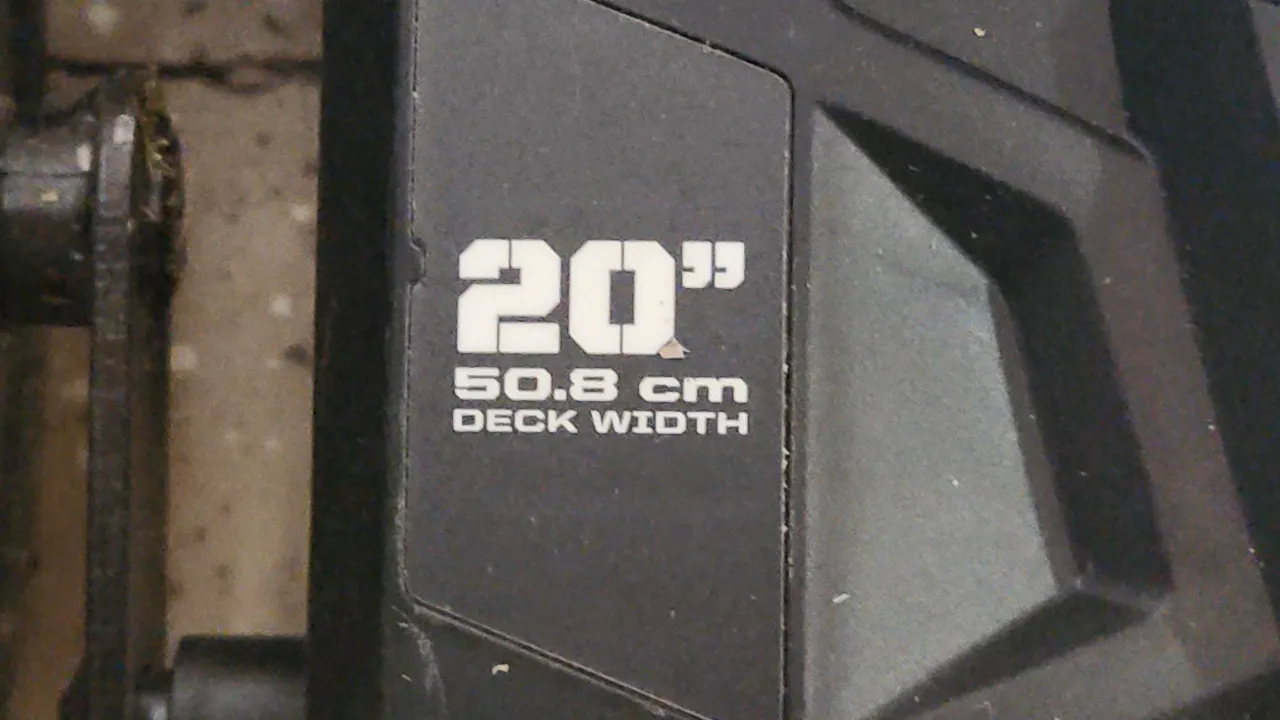 20”
50.8 cm
DECK WIDTH